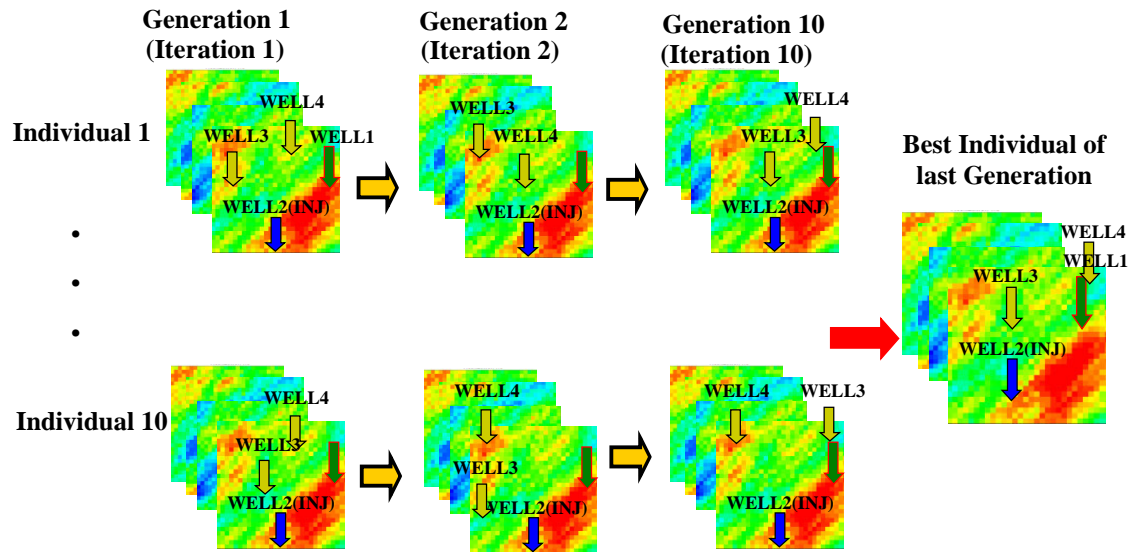 Generation 1
(Iteration 1)
Generation 2
(Iteration 2)
Generation 10
(Iteration 10)
Individual 1
WELL4
WELL3
WELL1
WELL2(INJ)
WELL3
WELL4
WELL2(INJ)
WELL4
WELL3
WELL2(INJ)
Best Individual of
last Generation
WELL4
WELL1
WELL3
WELL2(INJ)
Individual 10
WELL4
WELL3
WELL2(INJ)
WELL4
WELL3
WELL2(INJ)
WELL4
WELL3
WELL2(INJ)